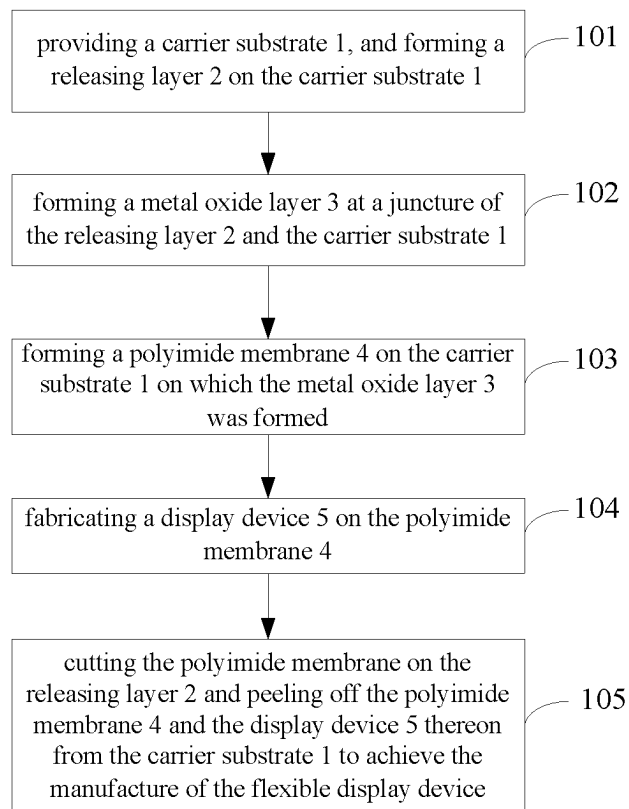 providing a carrier substrate 1, and forming a
releasing layer 2 on the carrier substrate 1
101
forming a metal oxide layer 3 at a juncture of
the releasing layer 2 and the carrier substrate 1
102
forming a polyimide membrane 4 on the carrier
substrate 1 on which the metal oxide layer 3
was formed
103
fabricating a display device 5 on the polyimide
membrane 4
104
cutting the polyimide membrane on the
releasing layer 2 and peeling off the polyimide
membrane 4 and the display device 5 thereon
from the carrier substrate 1 to achieve the
manufacture of the flexible display device
105